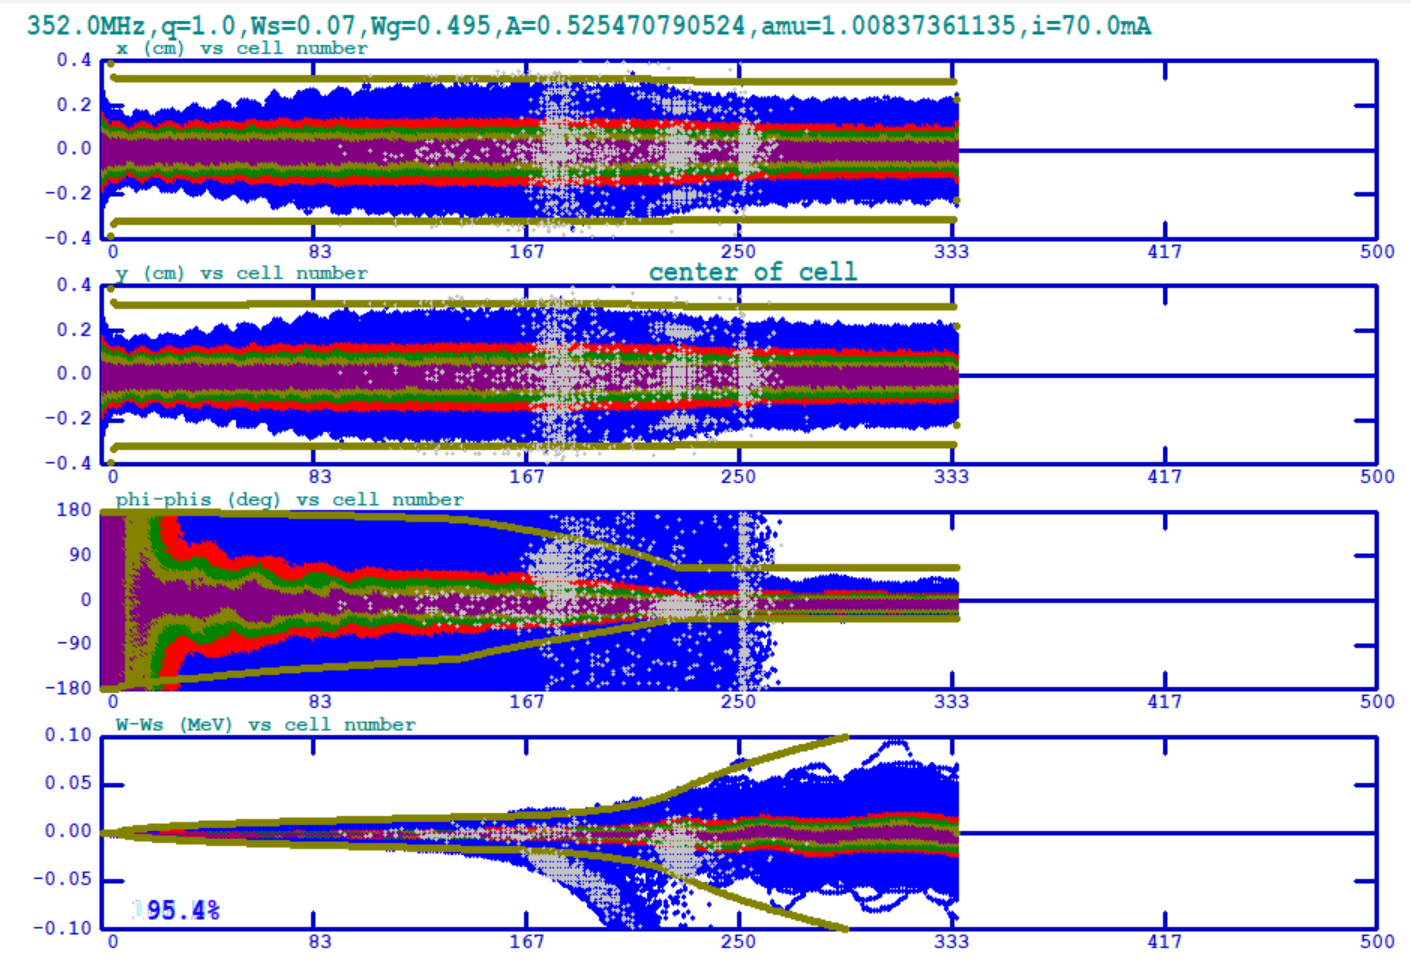 352.0MHz,q=1.0,Ws=0.07,Wg=0.495,A=0.525470790524,amu=1.00837361135,i=70.0mA
x (cm) vs cell number
0.4
0.2
0.0
-0.2
-0.4
0 83 167 250 333 417 500
y (cm) vs cell number
center of cell
0.4
0.2
0.0
-0.2
-0.4
0 83 167 250 333 417 500
phi-phis (deg) vs cell number
180
90
0
-90
-180
0 83 167 250 333 417 500
W-Ws (MeV) vs cell number
0.10
0.05
0.00
-0.05
-0.10
95.4%
0 83 167 250 333 417 500